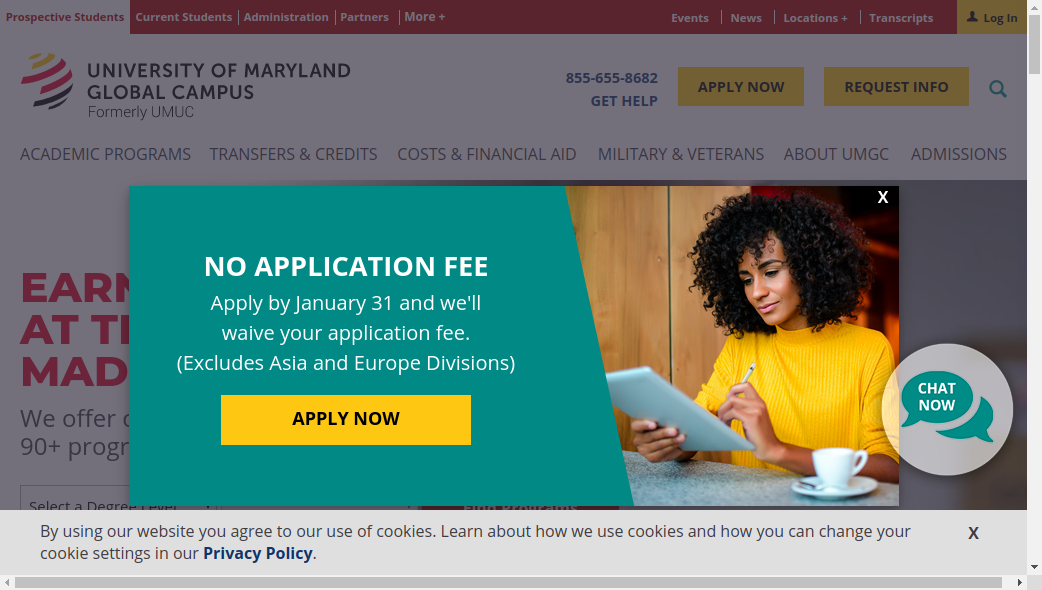 Prospective Students
Current Students
Administration
Partners
More +
Events
News
Locations +
Transcripts
Log In
UNIVERSITY OF MARYLAND
GLOBAL CAMPUS
Formerly UMUC
855-655-8682
GET HELP
APPLY NOW
REQUEST INFO
ACADEMIC PROGRAMS
TRANSFERS & CREDITS
COSTS & FINANCIAL AID
MILITARY & VETERANS
ABOUT UMGC
ADMISSIONS
X
NO APPLICATION FEE
Apply by January 31 and we'll
waive your application fee.
(Excludes Asia and Europe Divisions)
APPLY NOW
EARN
AT TH
MAD
We offer
90+ progr
CHAT
NOW
Select a Degree Level
Find Programs
By using our website you agree to our use of cookies. Learn about how we use cookies and how you can change your
cookie settings in our Privacy Policy.
X